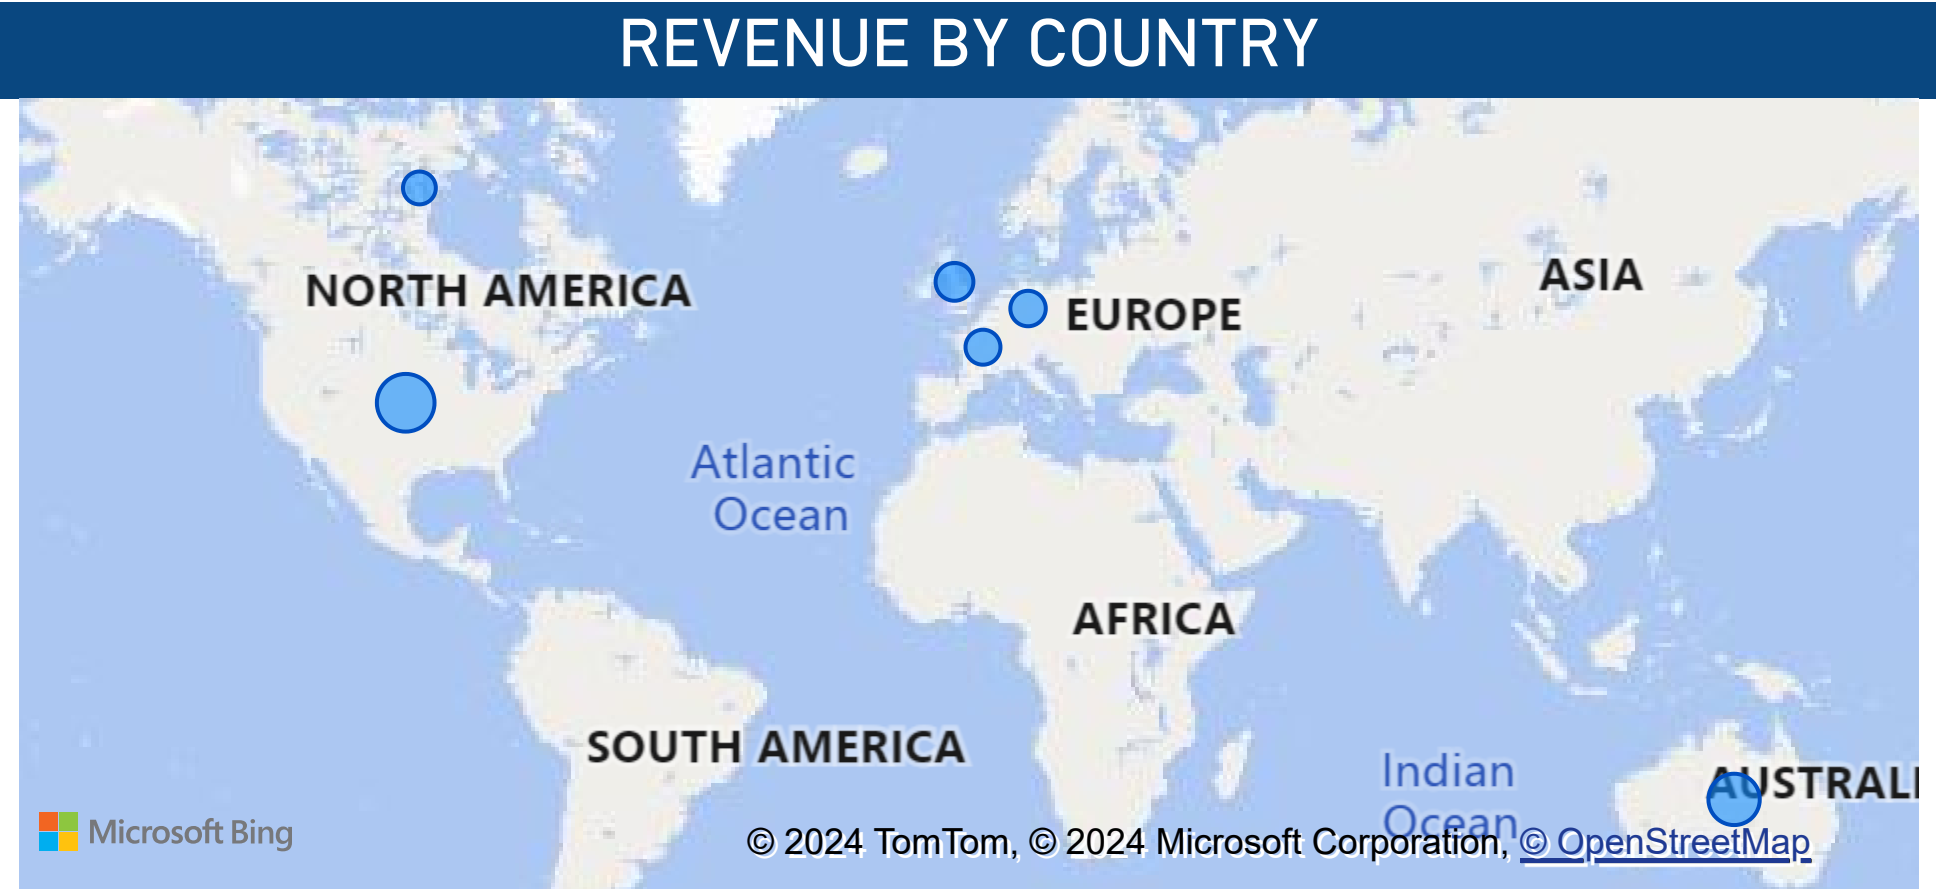 REVENUE BY COUNTRY
NORTH AMERICA
ASIA
EUROPE
Atlantic
Ocean
AFRICA
SOUTH AMERICA
Indian
Ocean
AUSTRALI
Microsoft Bing
© 2024 TomTom, © 2024 Microsoft Corporation, © OpenStreetMap